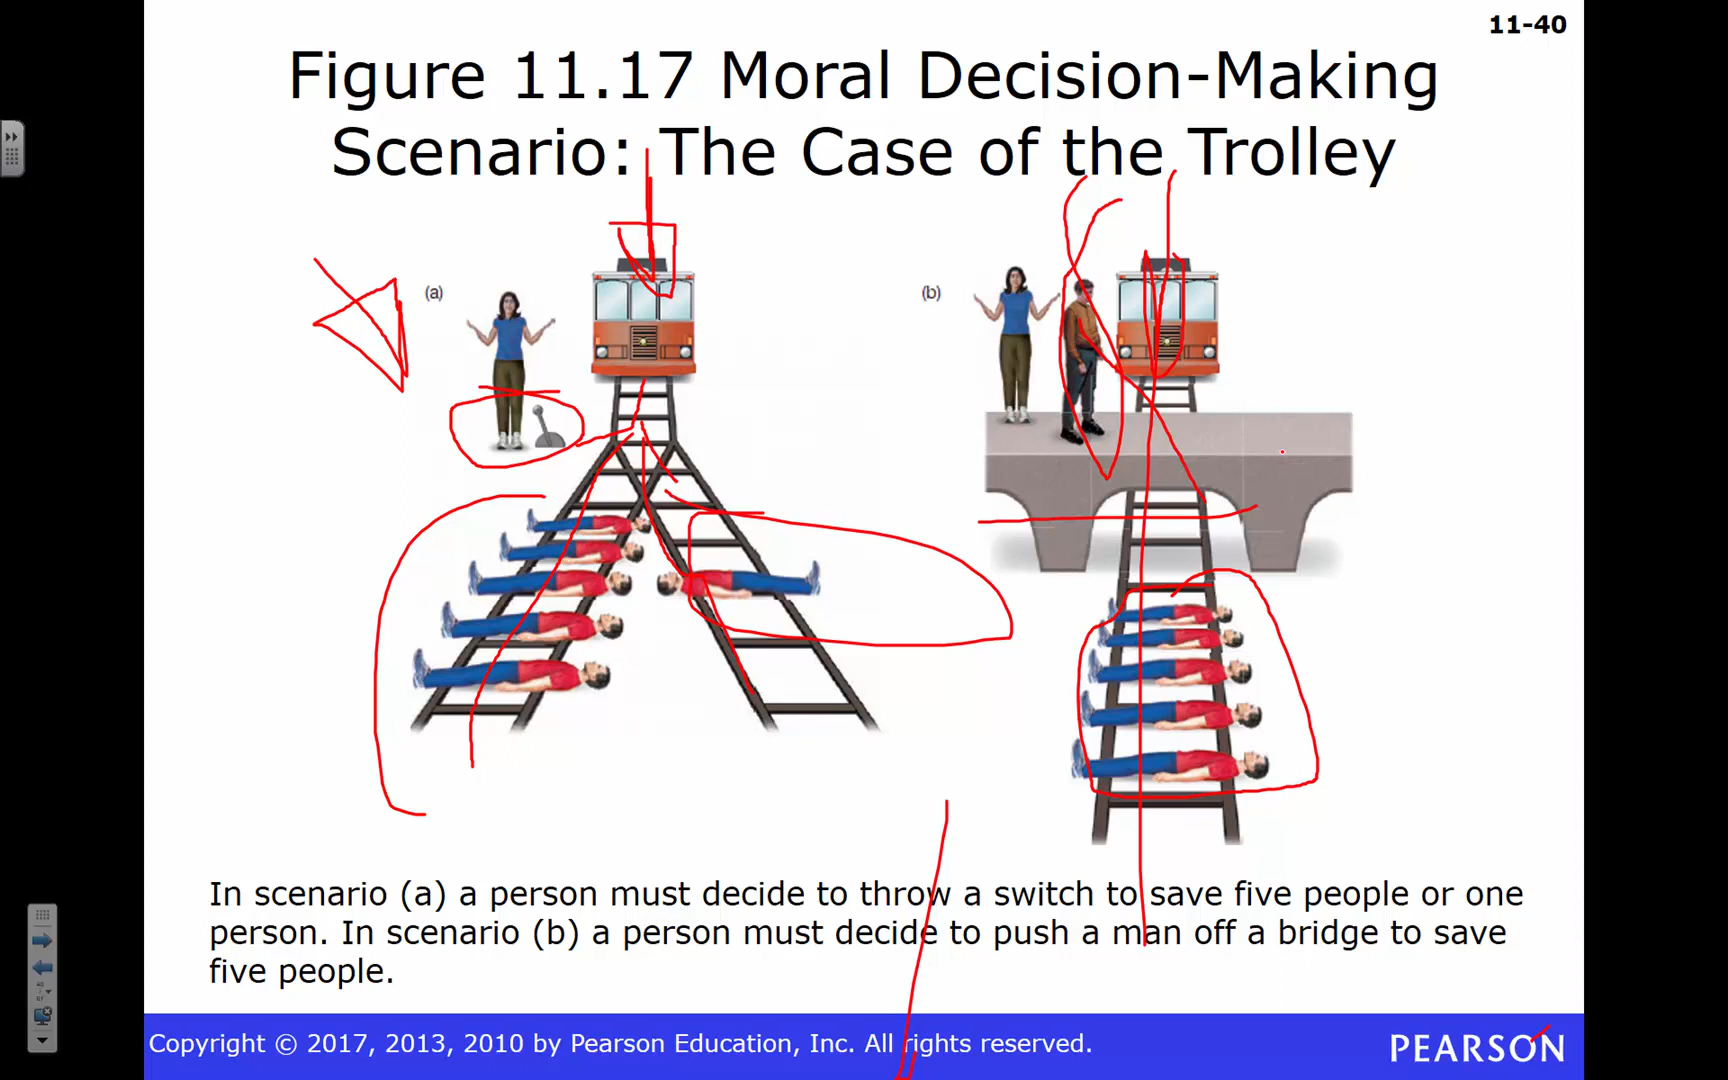 11-40
Figure 11.17 Moral Decision-Making
Scenario: The Case of the Trolley
(a)
(b)
In scenario (a) a person must decide to throw a switch to save five people or one
person. In scenario (b) a person must decide to push a man off a bridge to save
five people.
Copyright © 2017, 2013, 2010 by Pearson Education, Inc. All rights reserved.
PEARSON